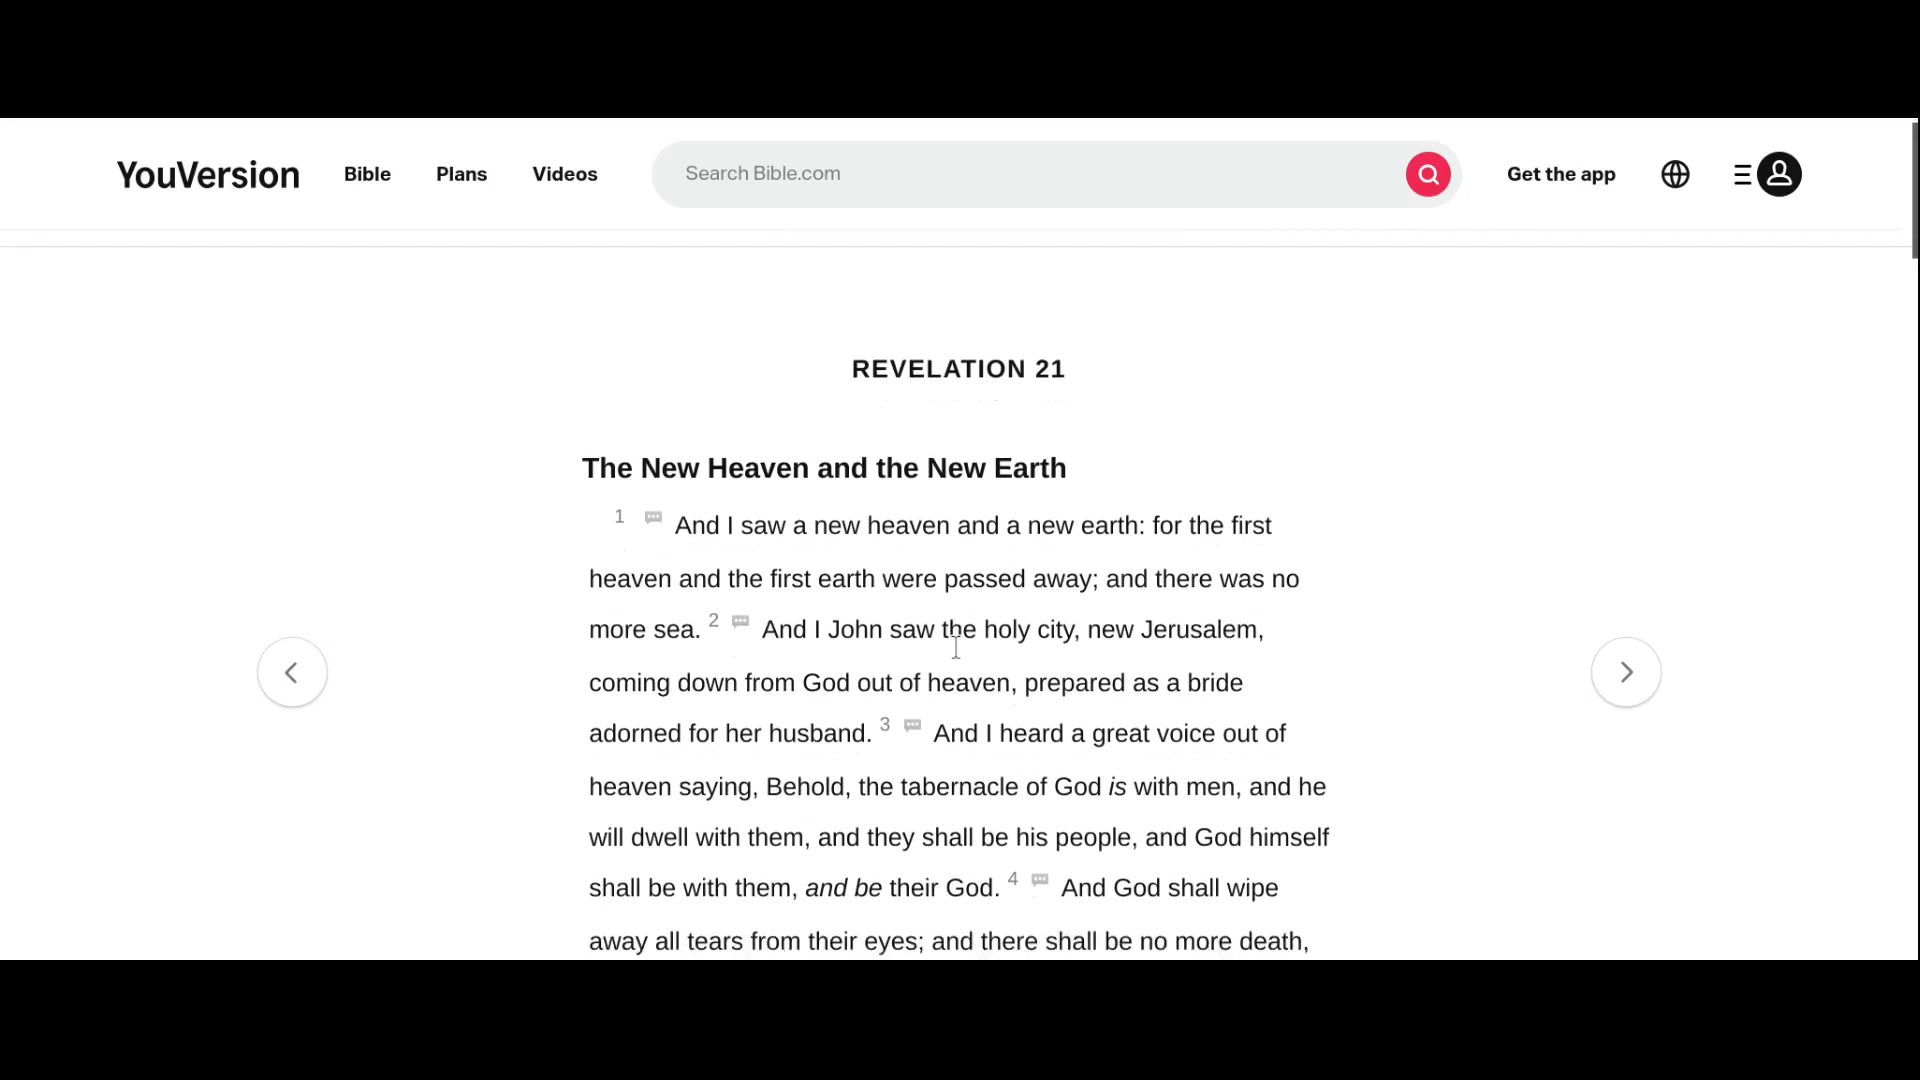 YouVersion Bible Plans Videos Search Bible.com Get the app
REVELATION 21
The New Heaven and the New Earth
1 And I saw a new heaven and a new earth: for the first
heaven and the first earth were passed away; and there was no
more sea. 2 And I John saw the holy city, new Jerusalem,
coming down from God out of heaven, prepared as a bride
adorned for her husband. 3 And I heard a great voice out of
heaven saying, Behold, the tabernacle of God is with men, and he
will dwell with them, and they shall be his people, and God himself
shall be with them, and be their God. 4 And God shall wipe
away all tears from their eyes; and there shall be no more death,